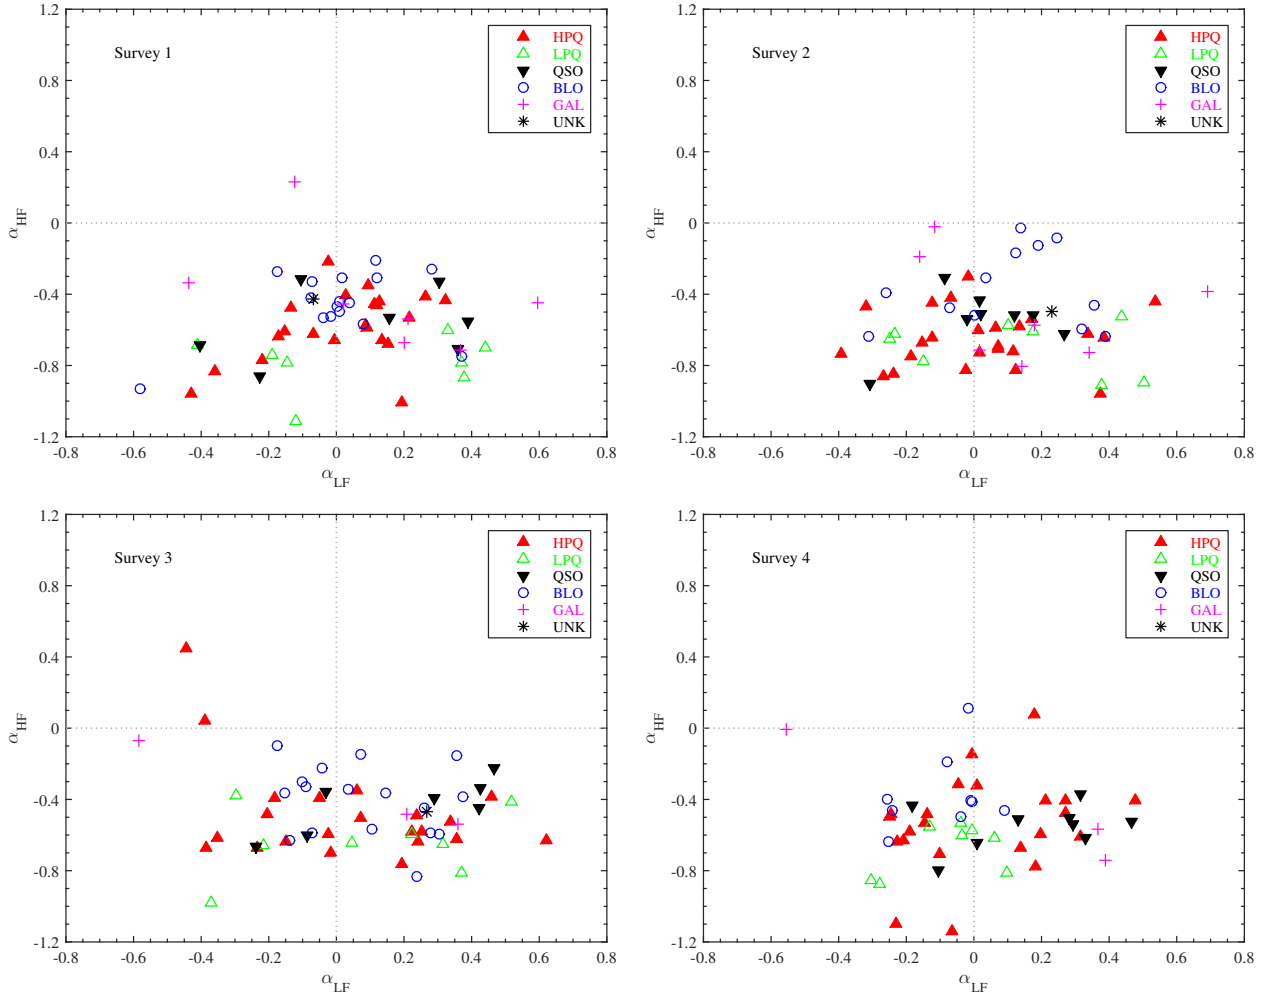 Survey 1
HPQ
LPQ
QSO
BLO
GAL
UNK
1.2
0.8
0.4
0
-0.4
-0.8
-1.2
α_HF
-0.8 -0.6 -0.4 -0.2 0 0.2 0.4 0.6 0.8
α_LF
Survey 2
HPQ
LPQ
QSO
BLO
GAL
UNK
1.2
0.8
0.4
0
-0.4
-0.8
-1.2
α_HF
-0.8 -0.6 -0.4 -0.2 0 0.2 0.4 0.6 0.8
α_LF
Survey 3
HPQ
LPQ
QSO
BLO
GAL
UNK
1.2
0.8
0.4
0
-0.4
-0.8
-1.2
α_HF
-0.8 -0.6 -0.4 -0.2 0 0.2 0.4 0.6 0.8
α_LF
Survey 4
HPQ
LPQ
QSO
BLO
GAL
UNK
1.2
0.8
0.4
0
-0.4
-0.8
-1.2
α_HF
-0.8 -0.6 -0.4 -0.2 0 0.2 0.4 0.6 0.8
α_LF